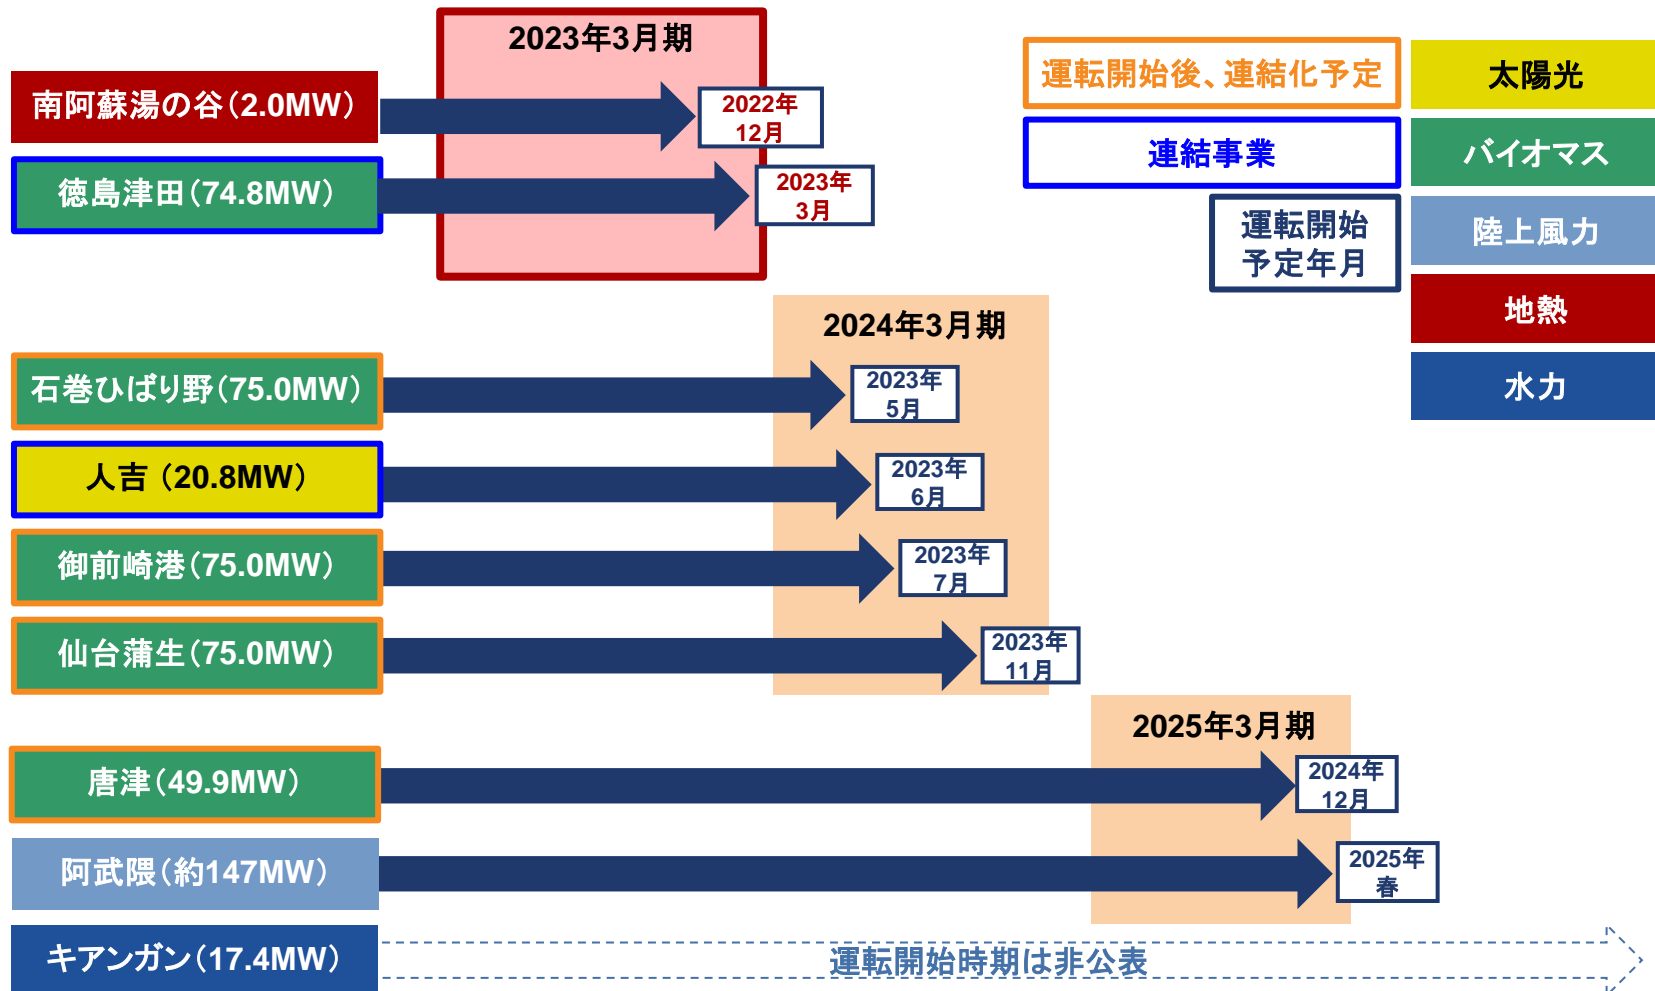 2023年3月期
南阿蘇湯の谷(2.0MW)
2022年
12月
徳島津田(74.8MW)
2023年
3月
運転開始後、連結化予定
連結事業
運転開始
予定年月
太陽光
バイオマス
陸上風力
地熱
水力
2024年3月期
石巻ひばり野(75.0MW)
2023年
5月
人吉 (20.8MW)
2023年
6月
御前崎港(75.0MW)
2023年
7月
仙台蒲生(75.0MW)
2023年
11月
2025年3月期
唐津(49.9MW)
2024年
12月
阿武隈(約147MW)
2025年
春
キアンガン(17.4MW)
運転開始時期は非公表